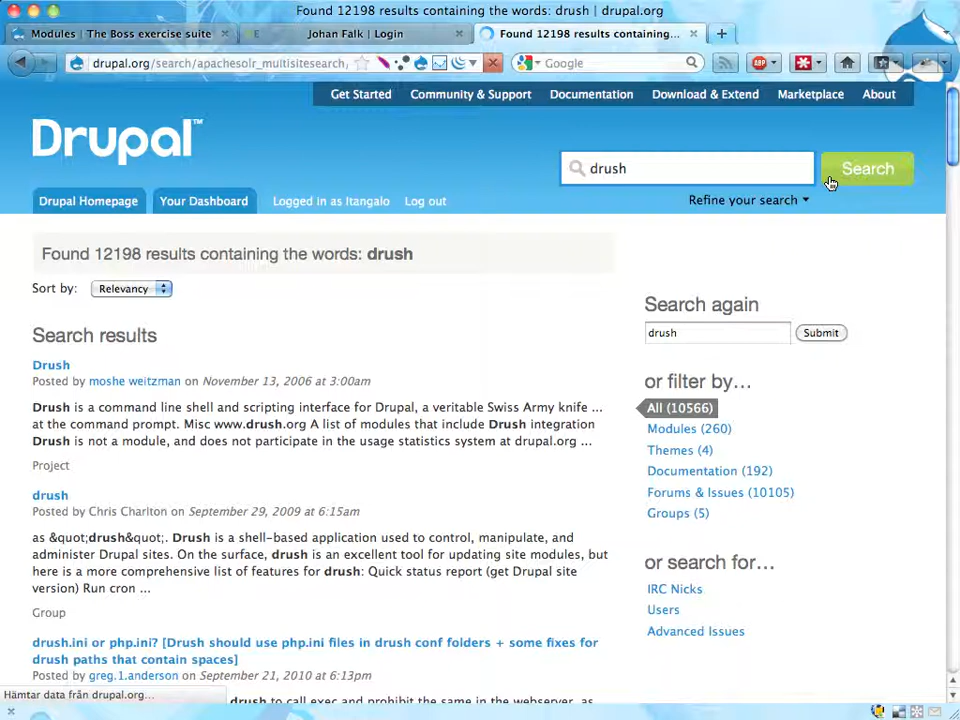 Found 12198 results containing the words: drush | drupal.org
Modules | The Boss exercise suite
Johan Falk | Login
Found 12198 results containing...
drupal.org/search/apachesolr_multisitesearch,
Google
Get Started
Community & Support
Documentation
Download & Extend
Marketplace
About
Drupal™
drush
Search
Refine your search
Drupal Homepage
Your Dashboard
Logged in as Itangalo
Log out
Found 12198 results containing the words: drush
Sort by: Relevancy
Search results
Drush
Posted by moshe weitzman on November 13, 2006 at 3:00am
Drush is a command line shell and scripting interface for Drupal, a veritable Swiss Army knife ...
at the command prompt. Misc www.drush.org A list of modules that include Drush integration
Drush is not a module, and does not participate in the usage statistics system at drupal.org ...
Project
drush
Posted by Chris Charlton on September 29, 2009 at 6:15am
as &quot;drush&quot;. Drush is a shell-based application used to control, manipulate, and
administer Drupal sites. On the surface, drush is an excellent tool for updating site modules, but
here is a more comprehensive list of features for drush: Quick status report (get Drupal site
version) Run cron ...
Group
drush.ini or php.ini? [Drush should use php.ini files in drush conf folders + some fixes for
drush paths that contain spaces]
Posted by greg.1.anderson on September 21, 2010 at 6:13pm
drush to call exec and prohibit the same in the webserver, as
Search again
drush
Submit
or filter by...
All (10566)
Modules (260)
Themes (4)
Documentation (192)
Forums & Issues (10105)
Groups (5)
or search for...
IRC Nicks
Users
Advanced Issues
Hämtar data från drupal.org...